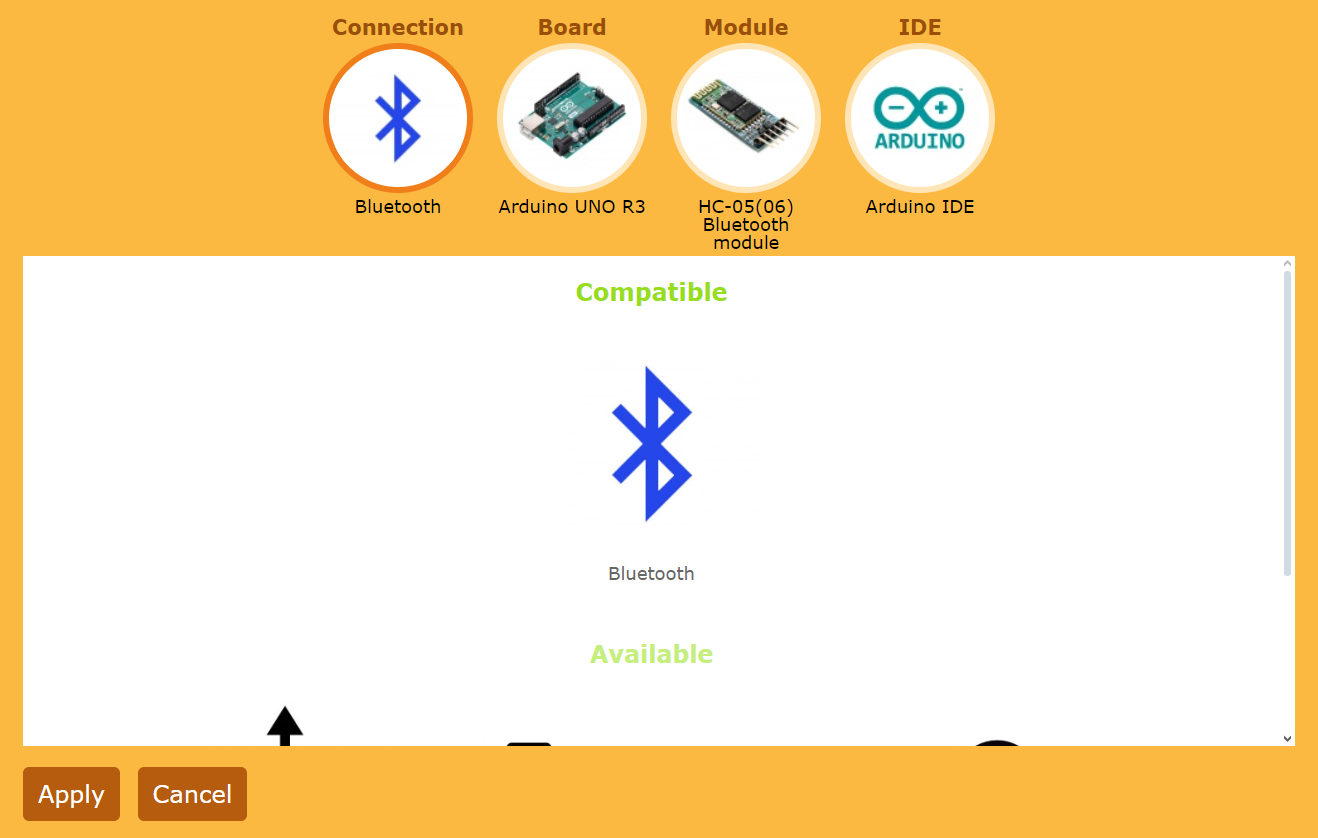 Connection Board Module IDE
ARDUINO
Bluetooth Arduino UNO R3 HC-05(06) Arduino IDE
Bluetooth
module
Compatible
Bluetooth
Available
Apply Cancel